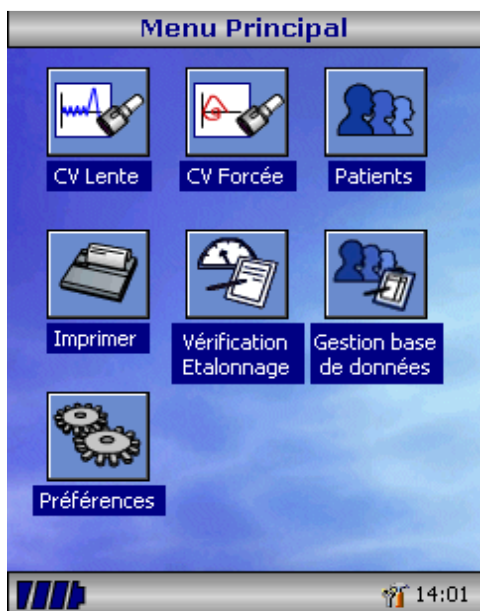 Menu Principal
CV Lente
CV Forcée
Patients
Imprimer
Vérification
Etalonnage
Gestion base
de données
Préférences
14:01